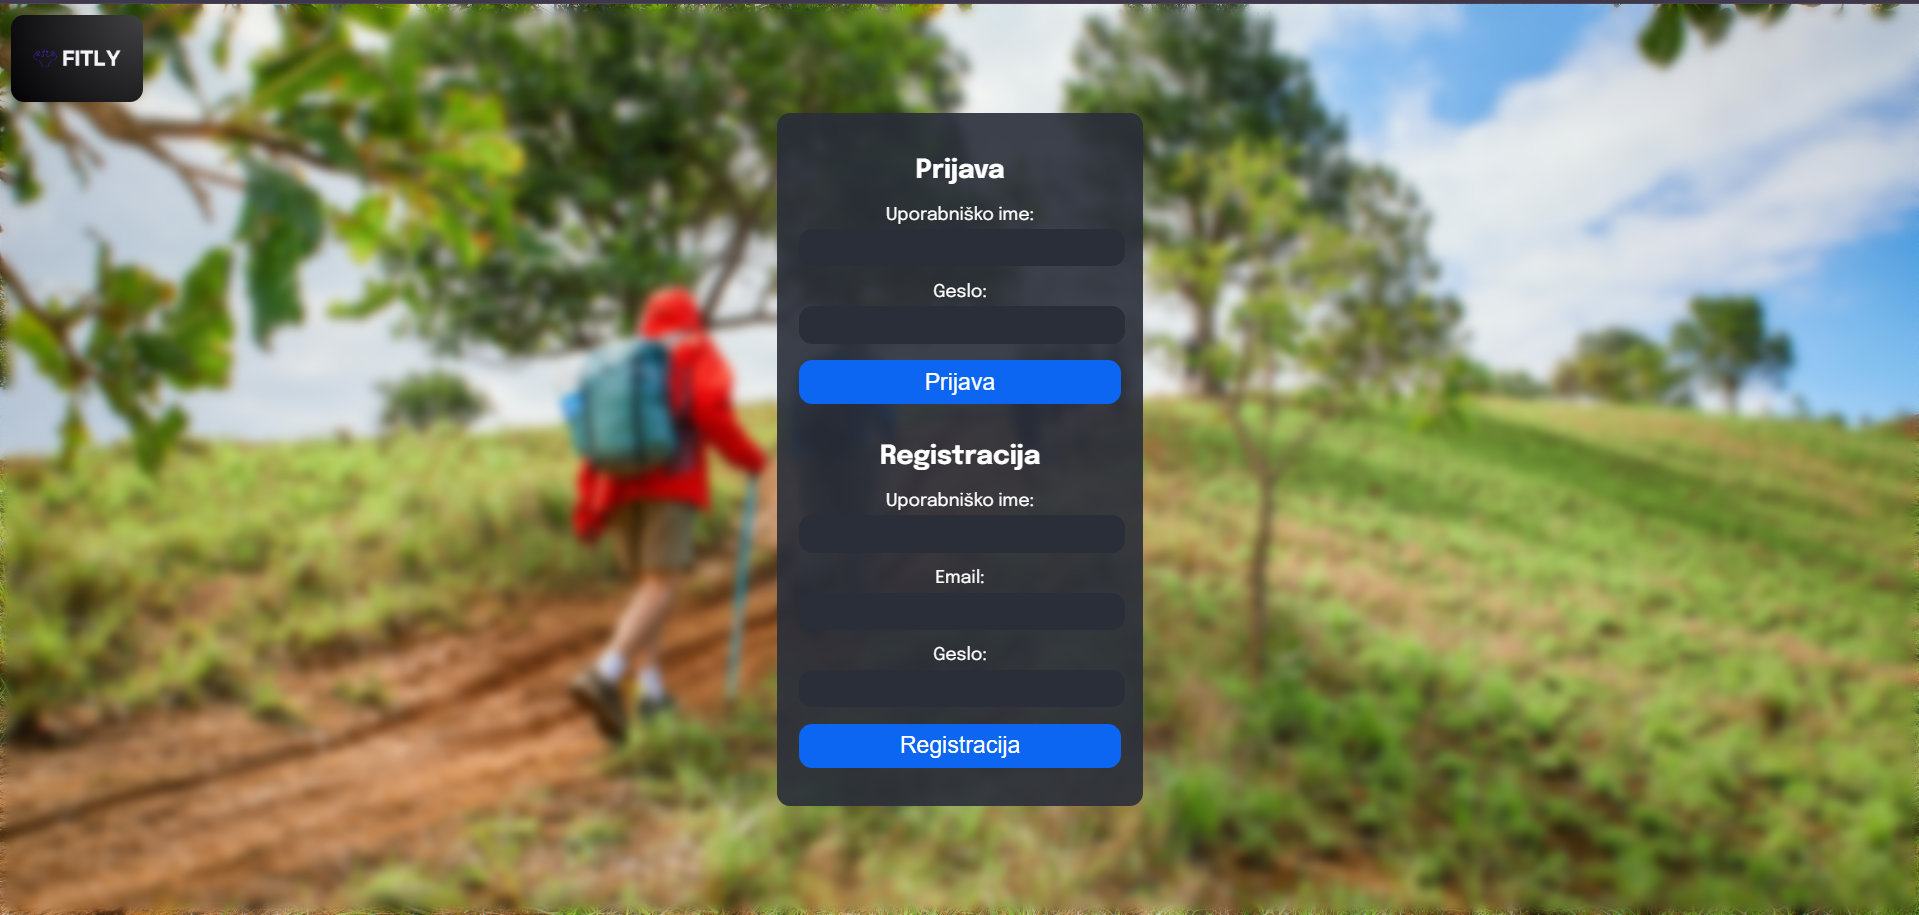 FITLY
Prijava
Uporabniško ime:
Geslo:
Prijava
Registracija
Uporabniško ime:
Email:
Geslo:
Registracija